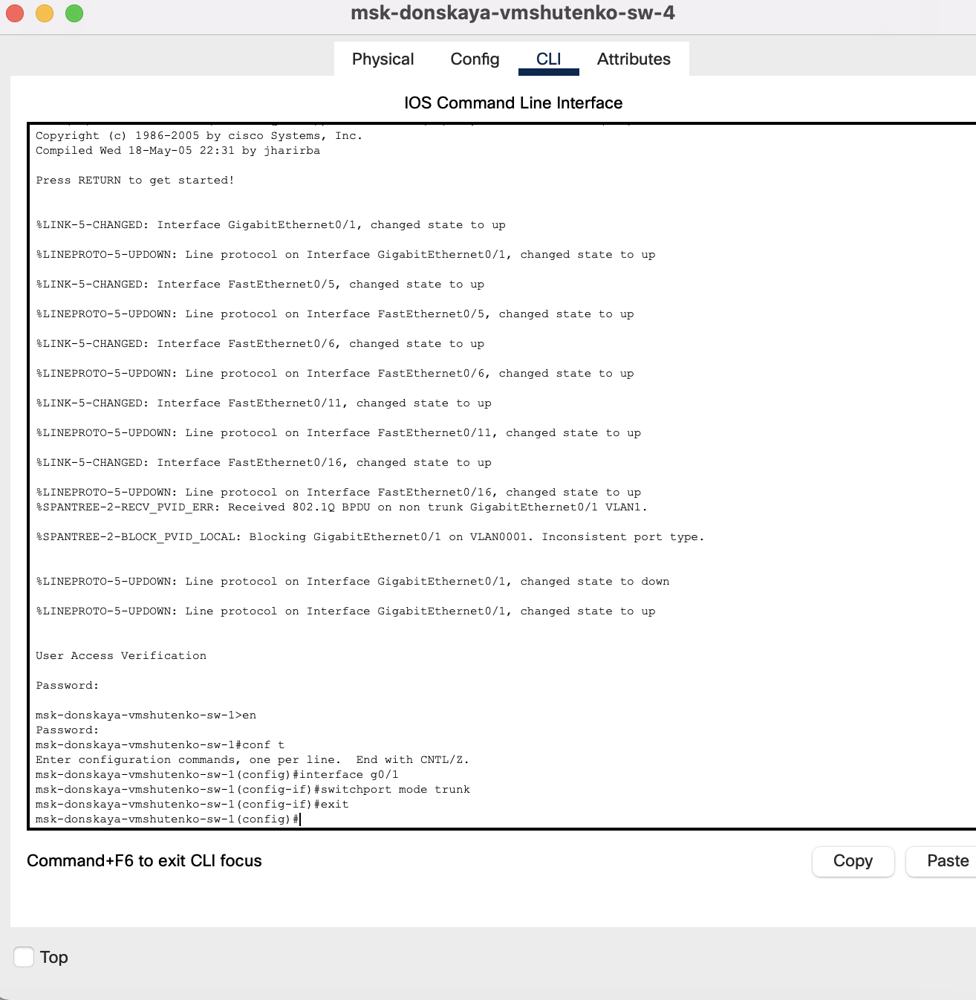 msk-donskaya-vmshutenko-sw-4
Physical Config CLI Attributes
IOS Command Line Interface
Copyright (c) 1986-2005 by cisco Systems, Inc.
Compiled Wed 18-May-05 22:31 by jharirba
Press RETURN to get started!
%LINK-5-CHANGED: Interface GigabitEthernet0/1, changed state to up
%LINEPROTO-5-UPDOWN: Line protocol on Interface GigabitEthernet0/1, changed state to up
%LINK-5-CHANGED: Interface FastEthernet0/5, changed state to up
%LINEPROTO-5-UPDOWN: Line protocol on Interface FastEthernet0/5, changed state to up
%LINK-5-CHANGED: Interface FastEthernet0/6, changed state to up
%LINEPROTO-5-UPDOWN: Line protocol on Interface FastEthernet0/6, changed state to up
%LINK-5-CHANGED: Interface FastEthernet0/11, changed state to up
%LINEPROTO-5-UPDOWN: Line protocol on Interface FastEthernet0/11, changed state to up
%LINK-5-CHANGED: Interface FastEthernet0/16, changed state to up
%LINEPROTO-5-UPDOWN: Line protocol on Interface FastEthernet0/16, changed state to up
%SPANTREE-2-RECV_PVID_ERR: Received 802.1Q BPDU on non trunk GigabitEthernet0/1 VLAN1.
%SPANTREE-2-BLOCK_PVID_LOCAL: Blocking GigabitEthernet0/1 on VLAN0001. Inconsistent port type.
%LINEPROTO-5-UPDOWN: Line protocol on Interface GigabitEthernet0/1, changed state to down
%LINEPROTO-5-UPDOWN: Line protocol on Interface GigabitEthernet0/1, changed state to up
User Access Verification
Password:
msk-donskaya-vmshutenko-sw-1>en
Password:
msk-donskaya-vmshutenko-sw-1#conf t
Enter configuration commands, one per line.  End with CNTL/Z.
msk-donskaya-vmshutenko-sw-1(config)#interface g0/1
msk-donskaya-vmshutenko-sw-1(config-if)#switchport mode trunk
msk-donskaya-vmshutenko-sw-1(config-if)#exit
msk-donskaya-vmshutenko-sw-1(config)#
Command+F6 to exit CLI focus
Copy Paste
Top